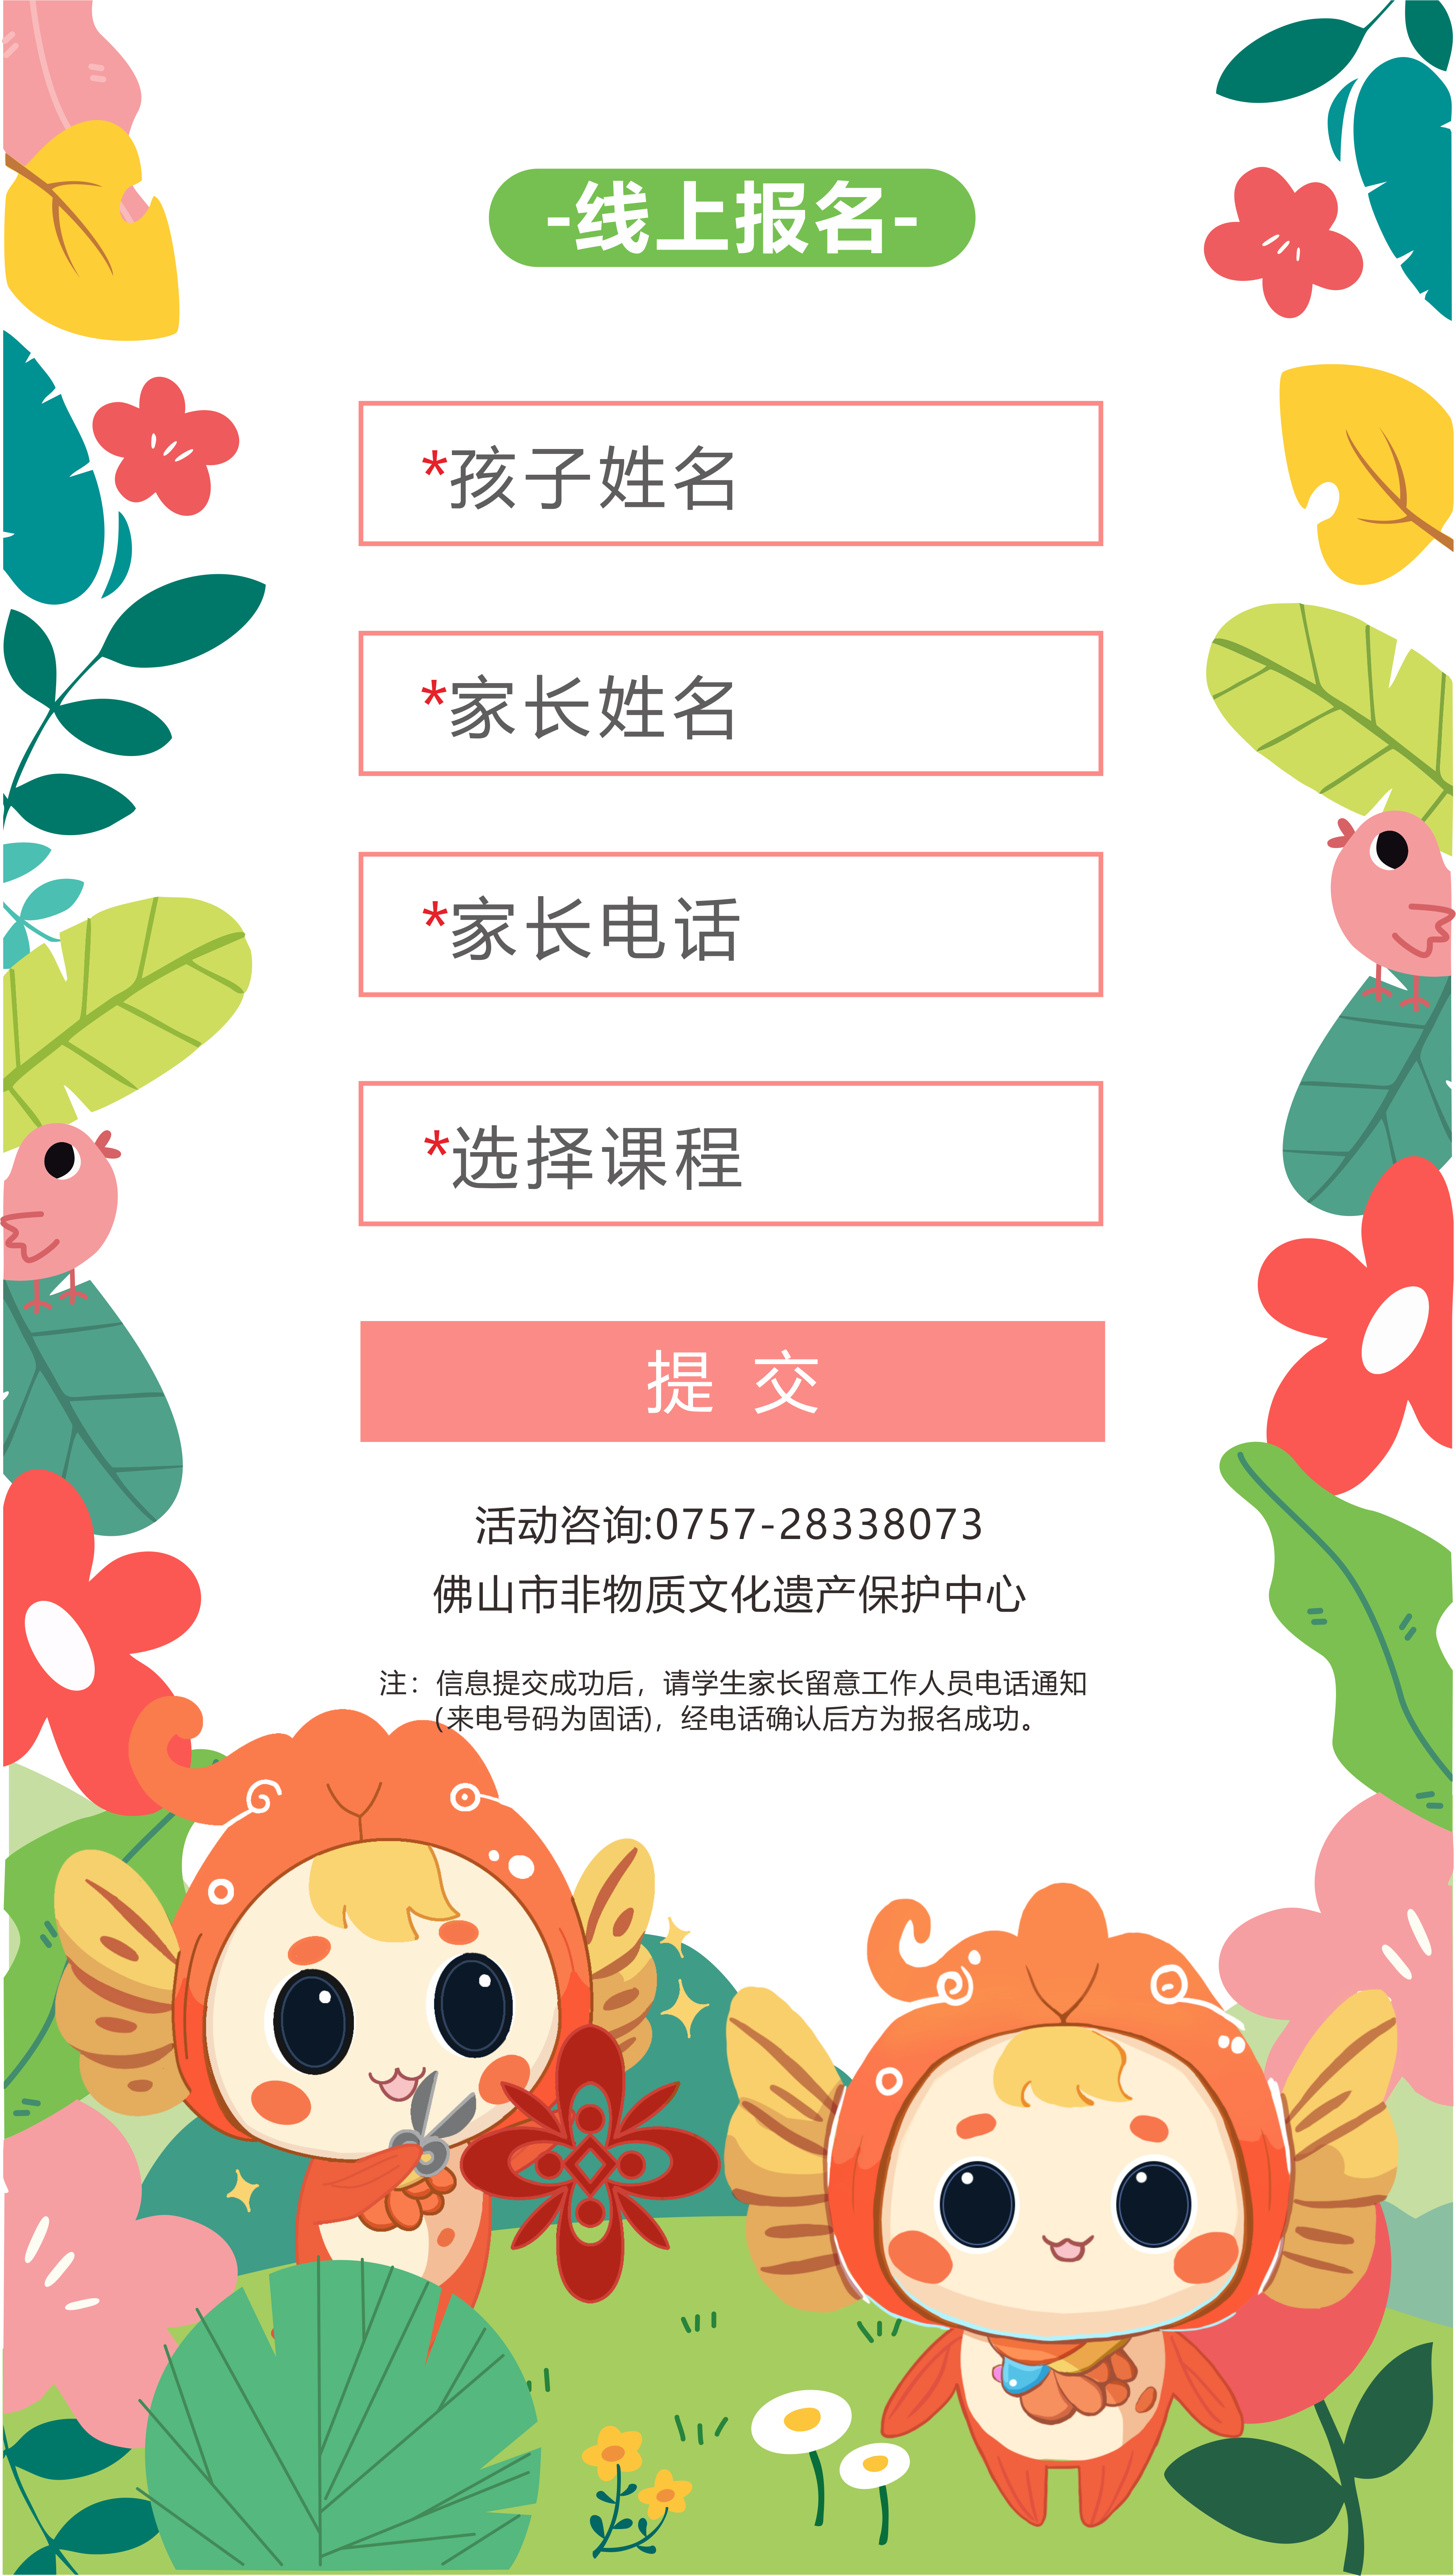 -线上报名-
*孩子姓名
*家长姓名
*家长电话
*选择课程
提 交
活动咨询:0757-28338073
佛山市非物质文化遗产保护中心
注：信息提交成功后，请学生家长留意工作人员电话通知
(来电号码为固话)，经电话确认后方为报名成功。